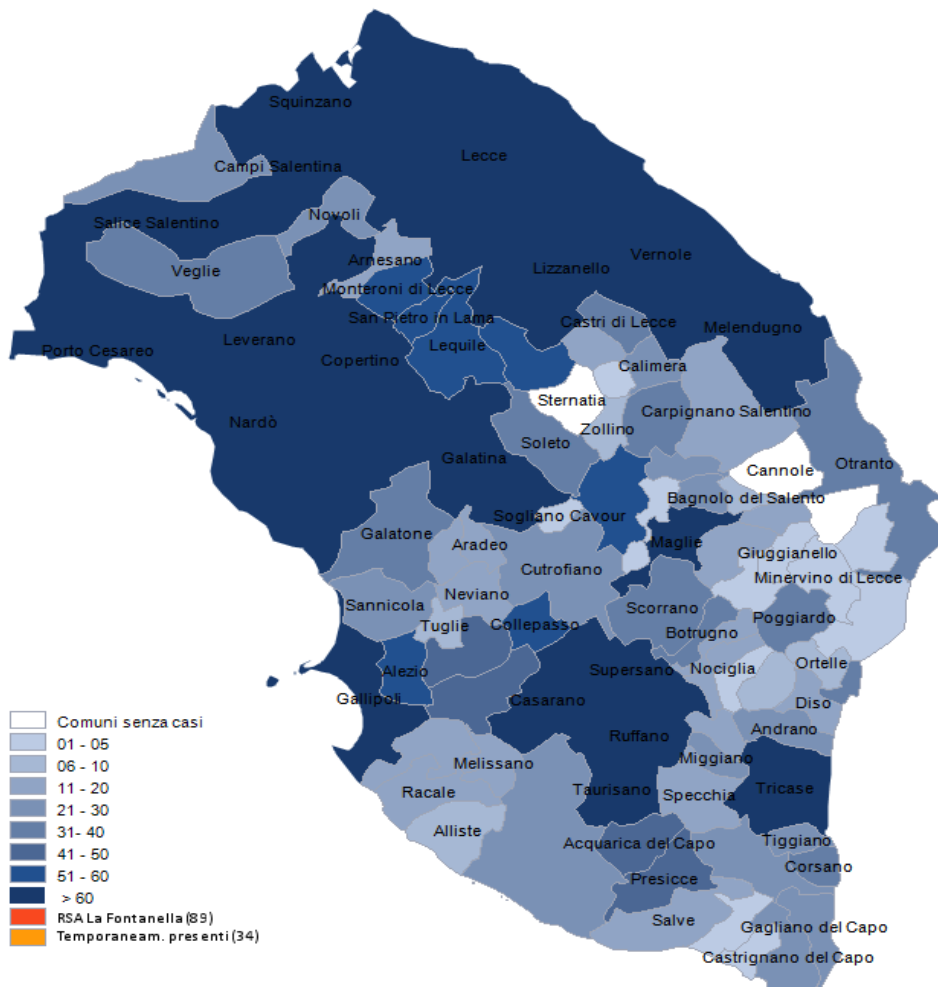 Squinzano
Lecce
Campi Salentina
Novoli
Salice Salentino
Vernole
Arnesano
Lizzanello
Veglie
Monteroni di Lecce
San Pietro in Lama
Castri di Lecce
Melendugno
Leverano
Lequile
Porto Cesareo
Copertino
Calimera
Sternatia
Carpignano Salentino
Nardò
Zollino
Soleto
Galatina
Otranto
Cannole
Bagnolo del Salento
Sogliano Cavour
Galatone
Aradeo
Maglie
Giuggianello
Cutrofiano
Minervino di Lecce
Neviano
Sannicola
Scorrano
Poggiardo
Tuglie
Collepasso
Botrugno
Ortelle
Alezio
Supersano
Nociglia
Gallipoli
Casarano
Diso
Andrano
Ruffano
Miggiano
Melissano
Racale
Taurisano
Specchia
Tricase
Alliste
Acquarica del Capo
Tiggiano
Corsano
Presicce
Salve
Gagliano del Capo
Castrignano del Capo
Comuni senza casi
01 - 05
06 - 10
11 - 20
21 - 30
31- 40
41 - 50
51 - 60
> 60
RSA La Fontanella (89)
Temporaneam. presenti (34)